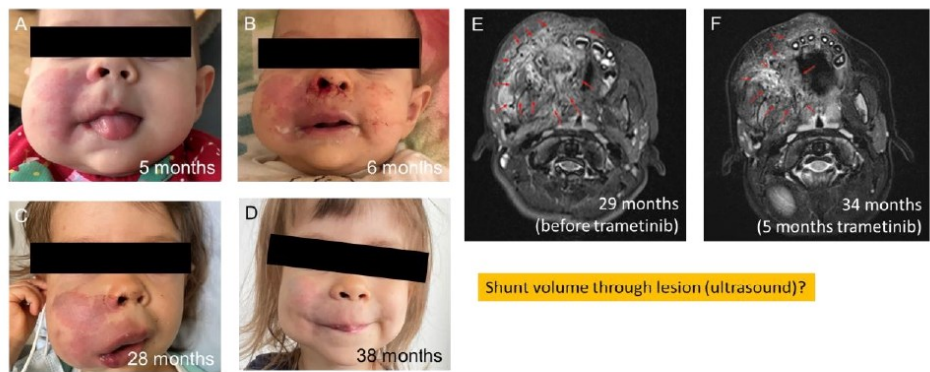 A
5 months
B
6 months
C
28 months
D
38 months
E
29 months
(before trametinib)
F
34 months
(5 months trametinib)
Shunt volume through lesion (ultrasound)?